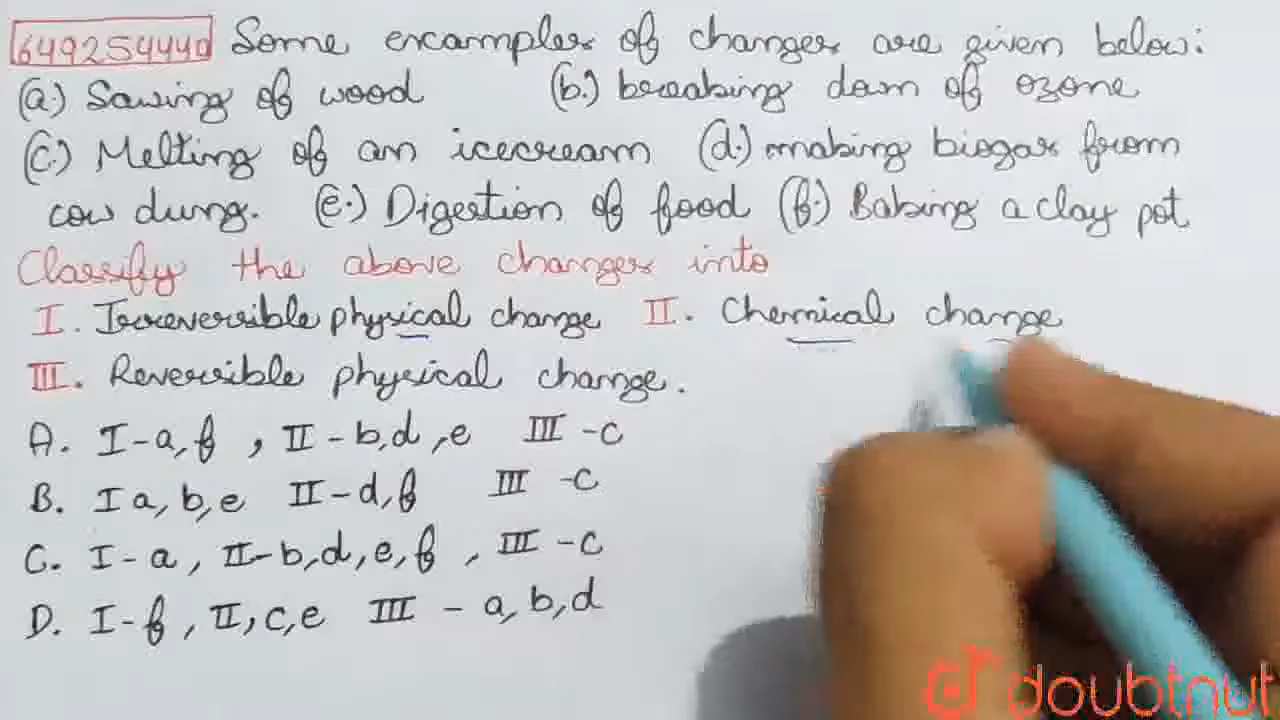 649254440 Some examples of changes are given below:
(a.) Sawing of wood (b.) breaking down of ozone
(c.) Melting of an icecream (d.) making biogas from
cow dung. (e.) Digestion of food (f.) Baking a clay pot
Classify the above changes into
I. Irreversible physical change II. Chemical change
III. Reversible physical change.
A. I-a, f , II-b,d,e III-c
B. I a, b, e II-d, f III-c
C. I-a, II-b,d,e,f , III-c
D. I-f, II, c,e III - a, b, d
doubtnut